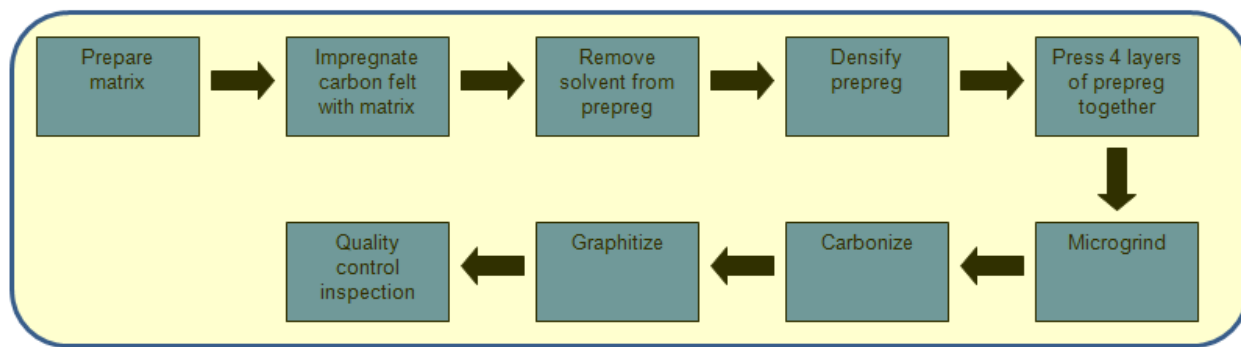 Prepare
matrix
Impregnate
carbon felt
with matrix
Remove
solvent from
prepreg
Densify
prepreg
Press 4 layers
of prepreg
together
Microgrind
Carbonize
Graphitize
Quality
control
inspection